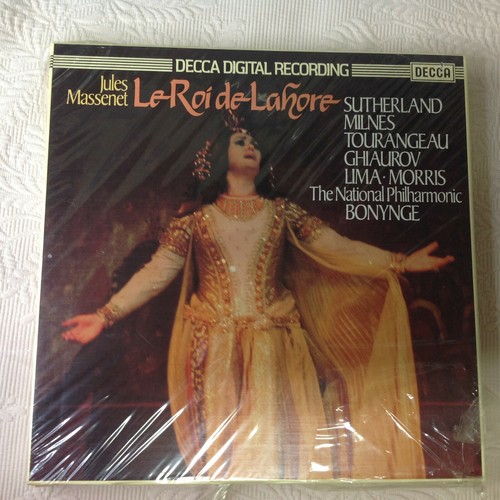 DECCA DIGITAL RECORDING
DECCA
Jules
Massenet
Le Roi de Lahore
SUTHERLAND
MILNES
TOURANGEAU
GHIAUROV
LIMA · MORRIS
The National Philharmonic
BONYNGE